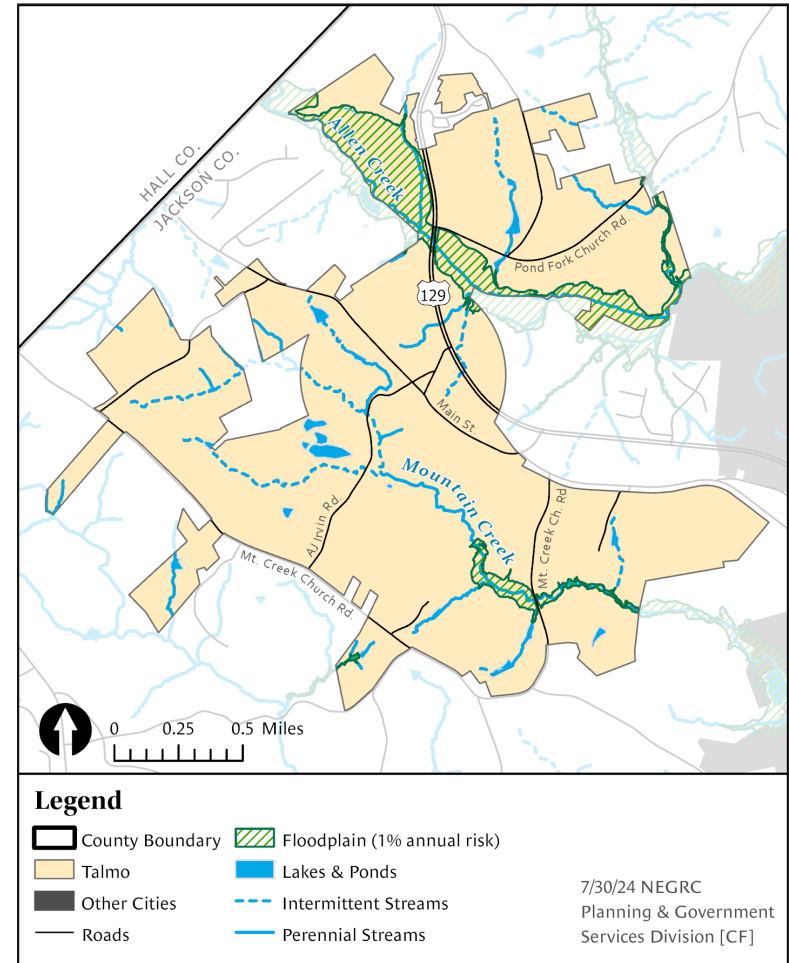 HALL CO.
JACKSON CO.
Allen Creek
Pond Fork Church Rd.
129
Main St.
Mountain Creek
AJ Irvin Rd.
Mt. Creek Ch. Rd
Mt. Creek Church Rd.
0 0.25 0.5 Miles
Legend
County Boundary
Talmo
Other Cities
Roads
Floodplain (1% annual risk)
Lakes & Ponds
Intermittent Streams
Perennial Streams
7/30/24 NEGRC
Planning & Government
Services Division [CF]